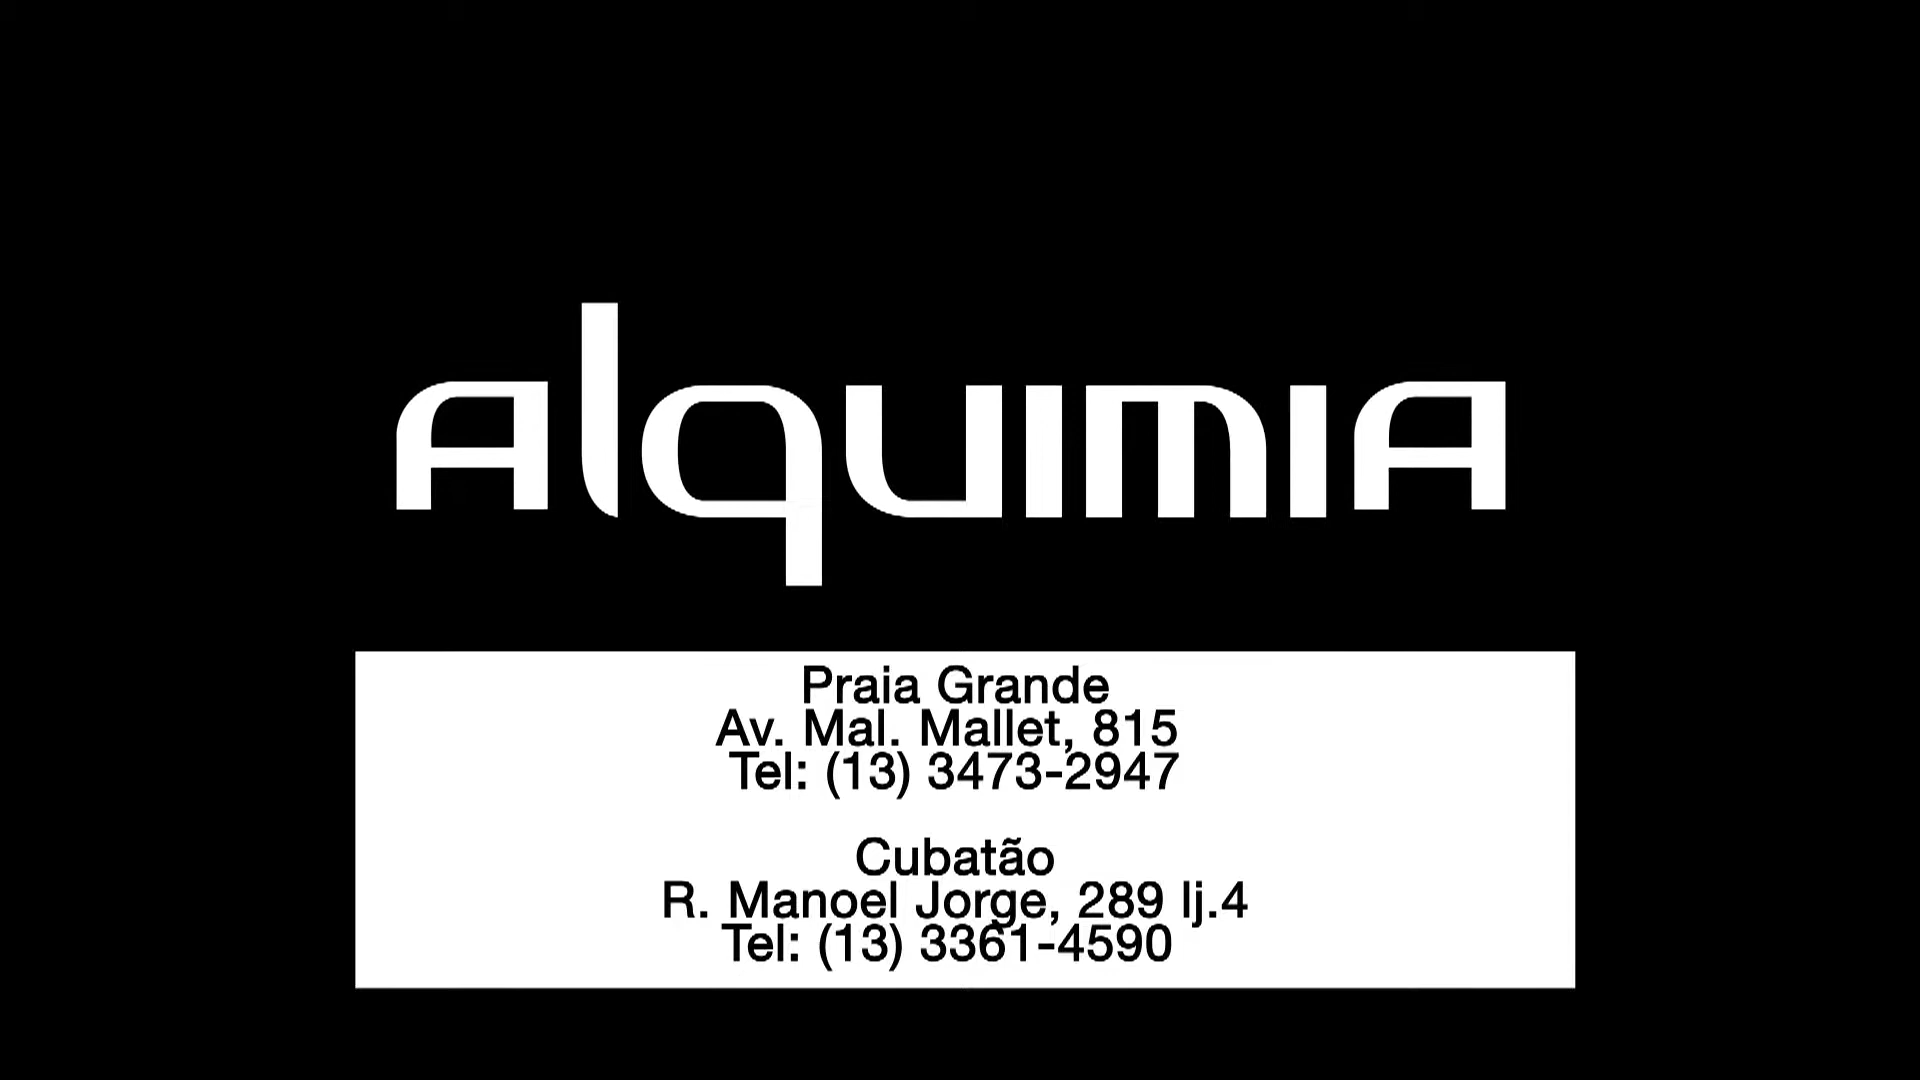 Alquimia
Praia Grande
Av. Mal. Mallet, 815
Tel: (13) 3473-2947
Cubatão
R. Manoel Jorge, 289 lj.4
Tel: (13) 3361-4590